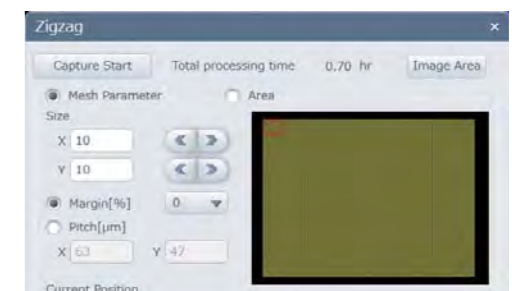 Zigzag ×
Capture Start Total processing time 0.70 hr Image Area
Mesh Parameter Area
Size
X 10
Y 10
Margin[%] 0
Pitch[µm]
X 63 Y 47
Current Position